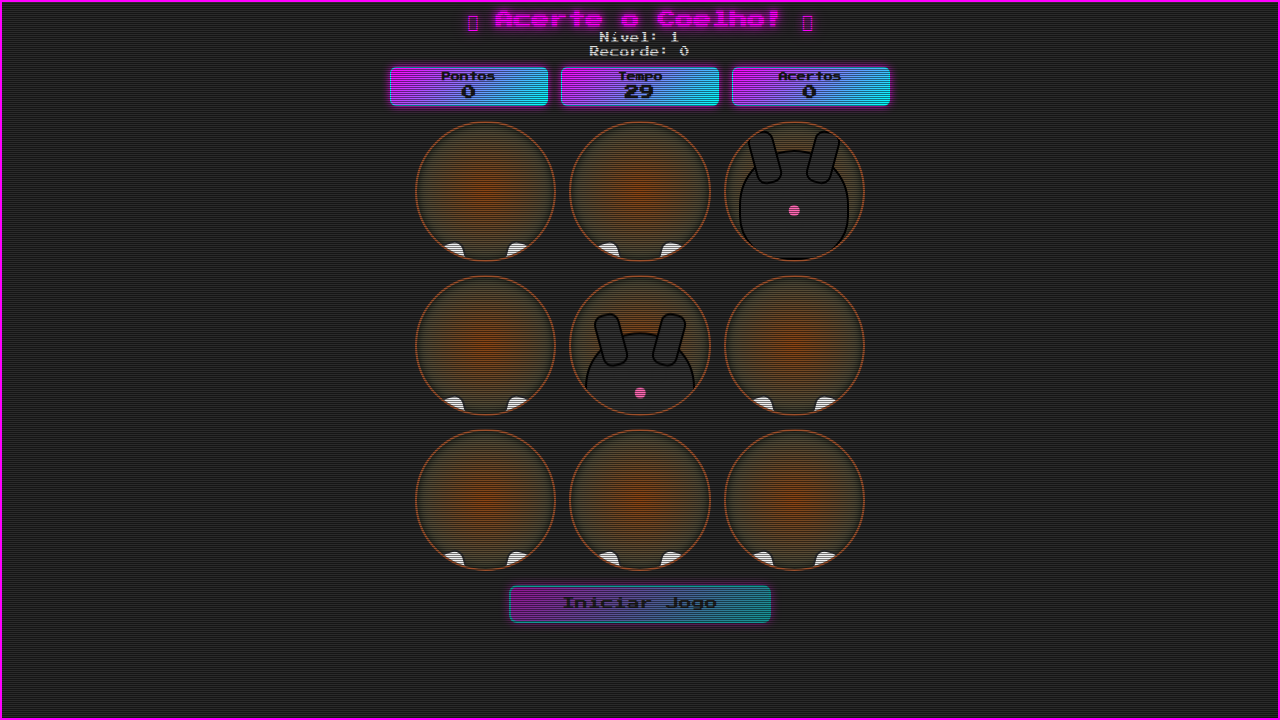 Acerte o Coelho!
Nível: 1
Recorde: 0
Pontos
0
Tempo
29
Acertos
0
Iniciar Jogo